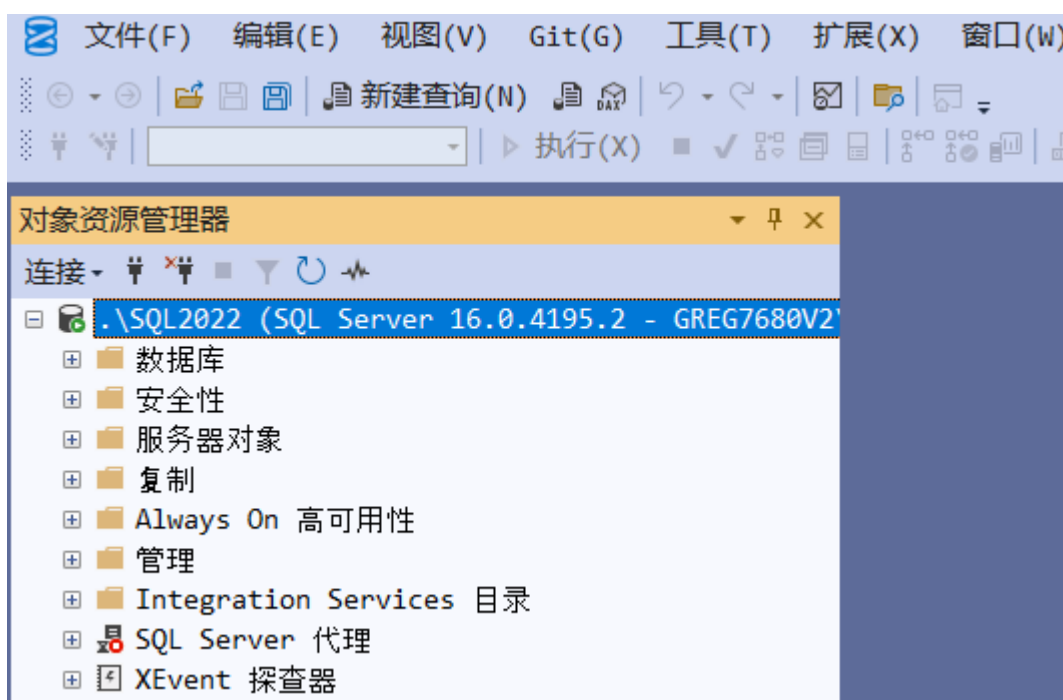 文件(F) 编辑(E) 视图(V) Git(G) 工具(T) 扩展(X) 窗口(W)
新建查询(N) DAX
执行(X)
对象资源管理器
连接
.\SQL2022 (SQL Server 16.0.4195.2 - GREG7680V2\
数据库
安全性
服务器对象
复制
Always On 高可用性
管理
Integration Services 目录
SQL Server 代理
XEvent 探查器